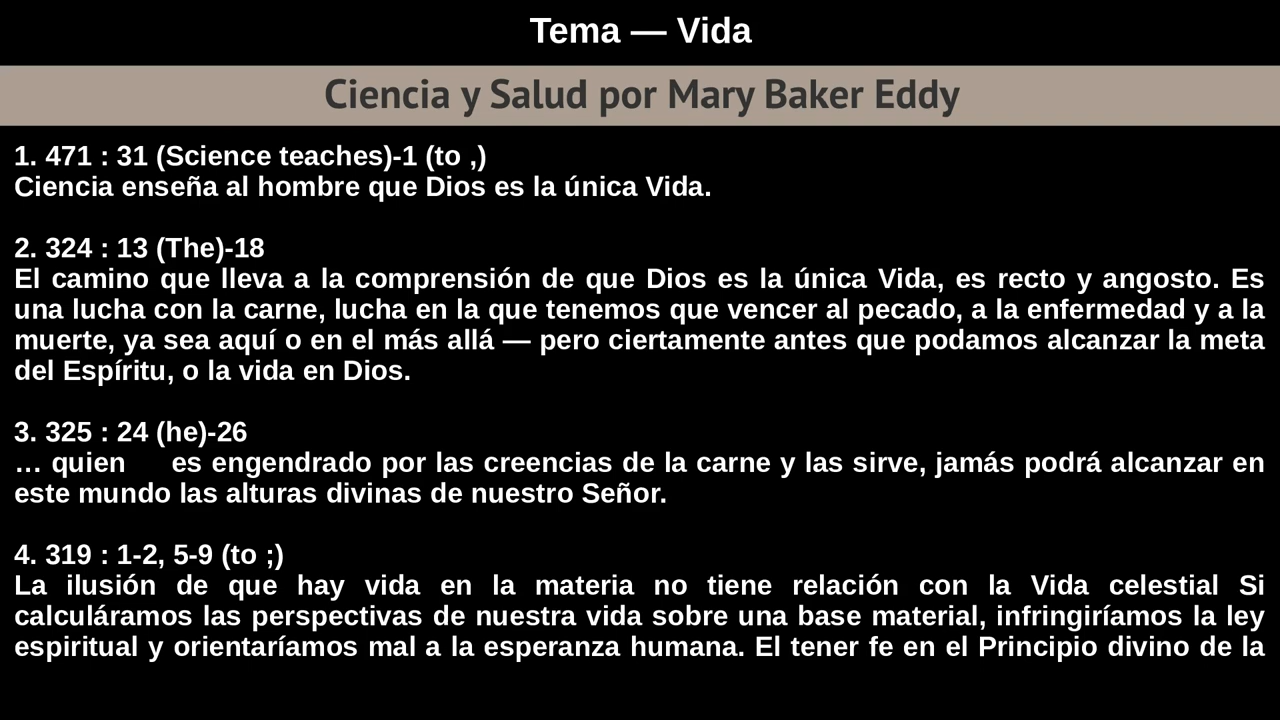 Tema — Vida
Ciencia y Salud por Mary Baker Eddy
1. 471 : 31 (Science teaches)-1 (to ,)
Ciencia enseña al hombre que Dios es la única Vida.
2. 324 : 13 (The)-18
El camino que lleva a la comprensión de que Dios es la única Vida, es recto y angosto. Es
una lucha con la carne, lucha en la que tenemos que vencer al pecado, a la enfermedad y a la
muerte, ya sea aquí o en el más allá — pero ciertamente antes que podamos alcanzar la meta
del Espíritu, o la vida en Dios.
3. 325 : 24 (he)-26
… quien es engendrado por las creencias de la carne y las sirve, jamás podrá alcanzar en
este mundo las alturas divinas de nuestro Señor.
4. 319 : 1-2, 5-9 (to ;)
La ilusión de que hay vida en la materia no tiene relación con la Vida celestial Si
calculáramos las perspectivas de nuestra vida sobre una base material, infringiríamos la ley
espiritual y orientaríamos mal a la esperanza humana. El tener fe en el Principio divino de la